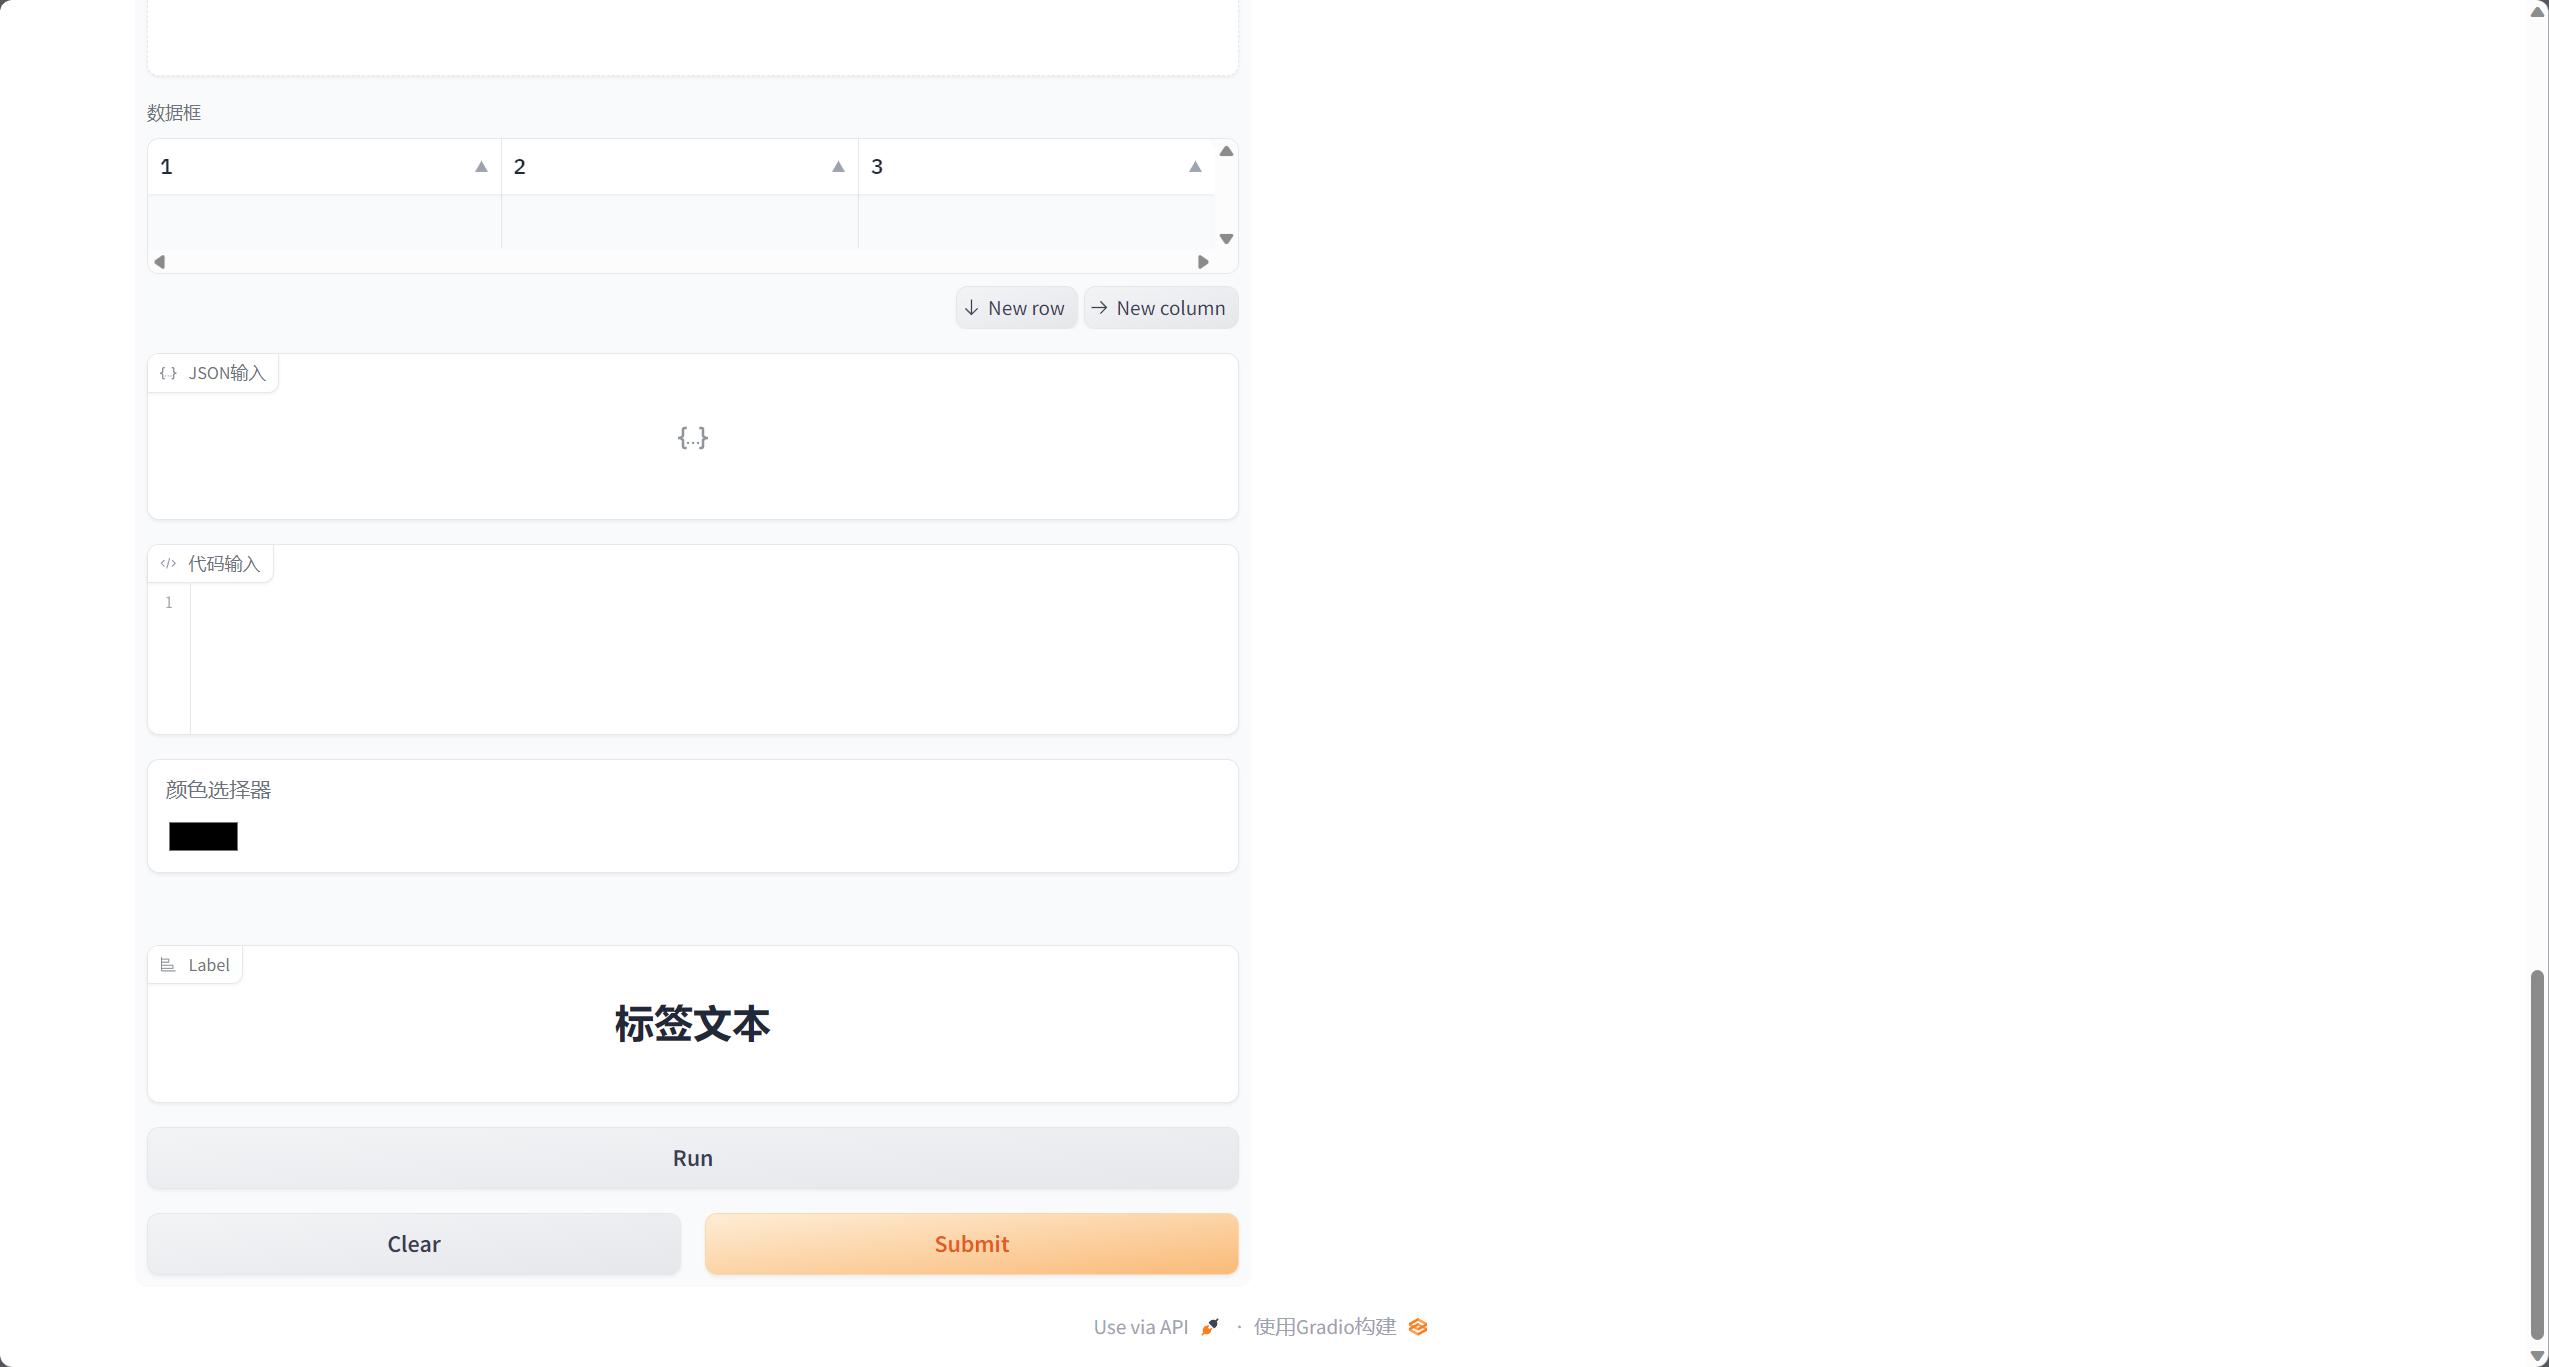 数据框
1 2 3
New row New column
JSON输入
{...}
代码输入
1
颜色选择器
Label
标签文本
Run
Clear Submit
Use via API · 使用Gradio构建